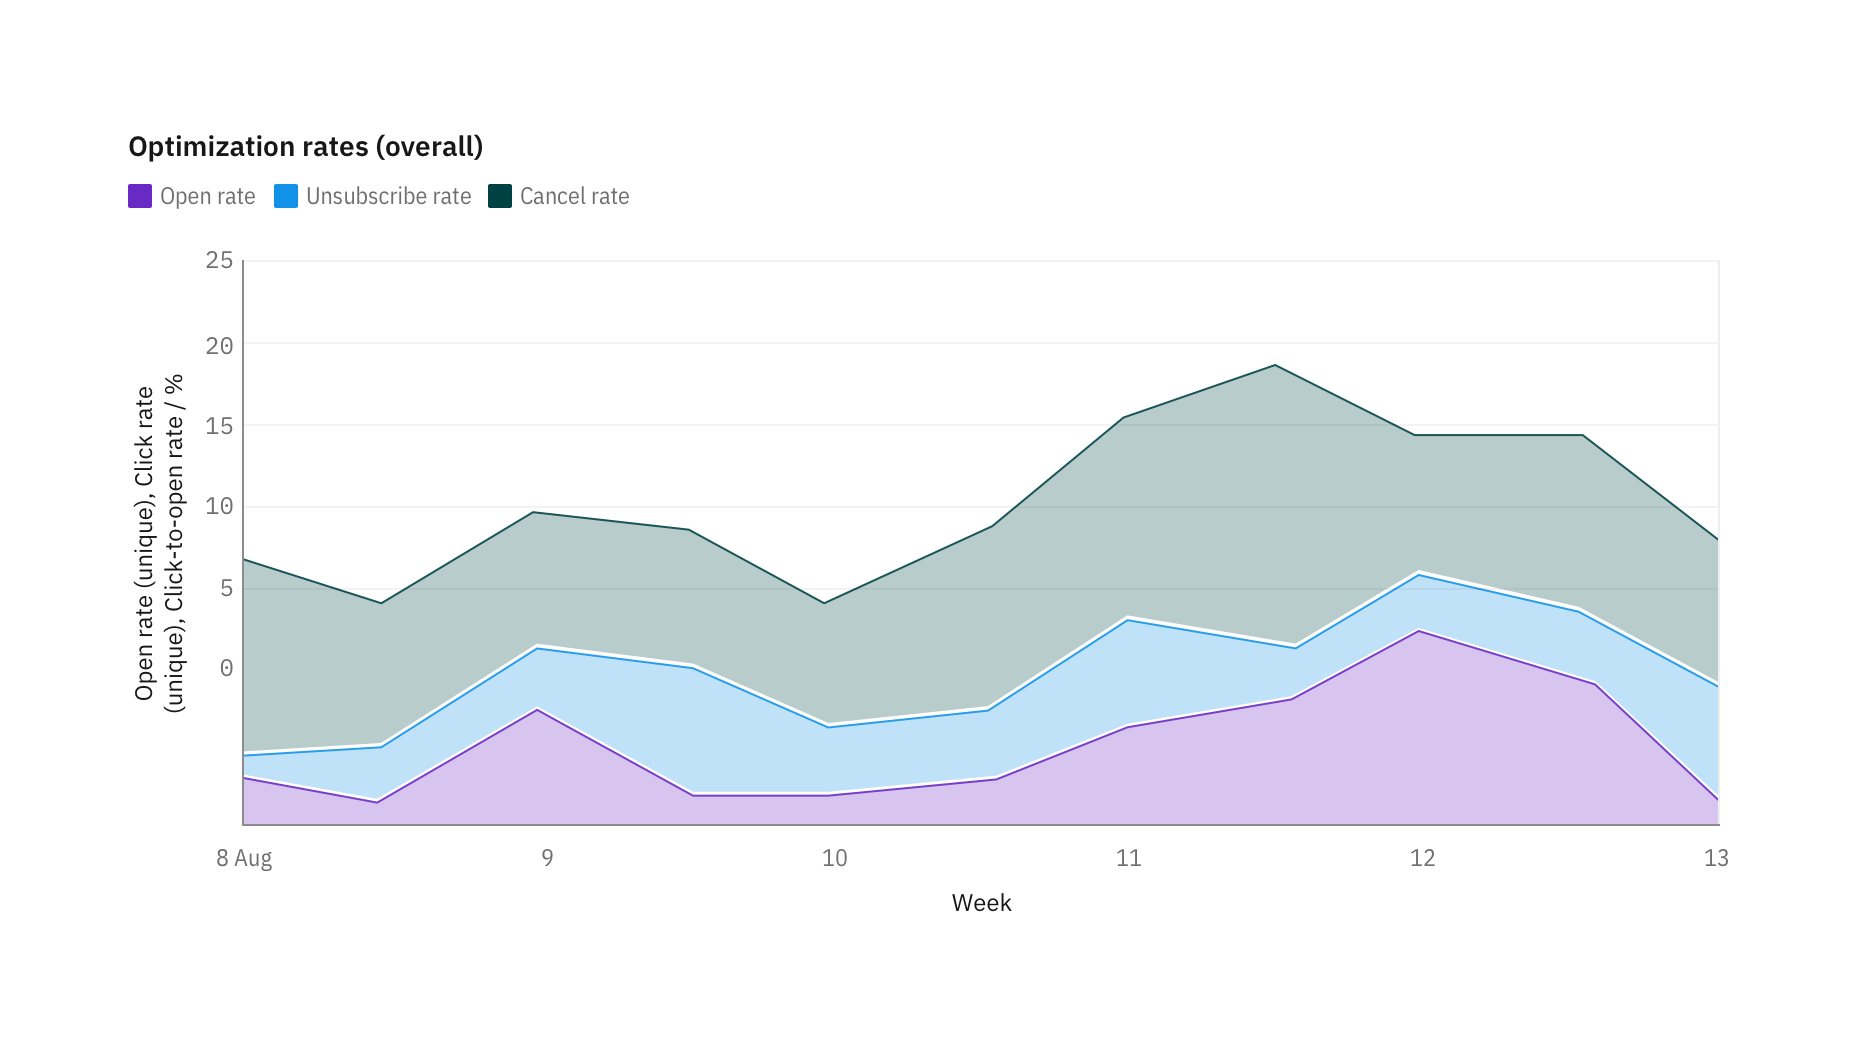 Optimization rates (overall)
Open rate Unsubscribe rate Cancel rate
25
20
15
10
5
0
Open rate (unique), Click rate
(unique), Click-to-open rate / %
8 Aug 9 10 11 12 13
Week